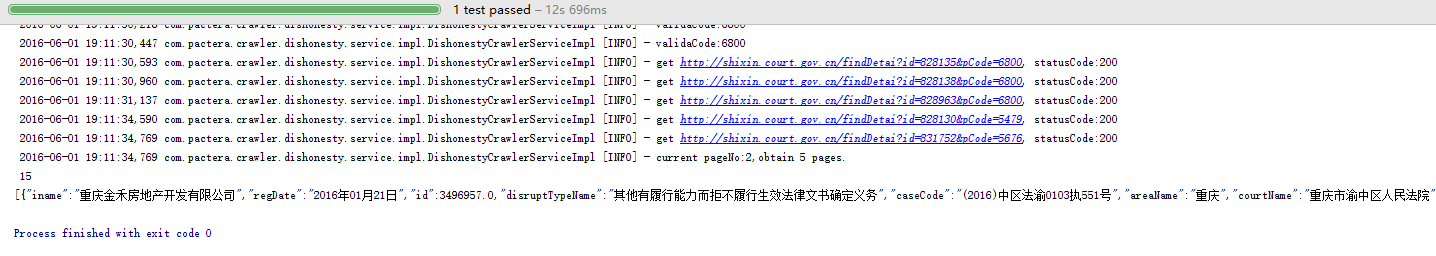 1 test passed – 12s 696ms
2016-06-01 19:11:30,218 com.pactera.crawler.dishonesty.service.impl.DishonestyCrawlerServiceImpl [INFO] - validaCode:6800
2016-06-01 19:11:30,447 com.pactera.crawler.dishonesty.service.impl.DishonestyCrawlerServiceImpl [INFO] - validaCode:6800
2016-06-01 19:11:30,593 com.pactera.crawler.dishonesty.service.impl.DishonestyCrawlerServiceImpl [INFO] - get http://shixin.court.gov.cn/findDetai?id=828135&pCode=6800, statusCode:200
2016-06-01 19:11:30,960 com.pactera.crawler.dishonesty.service.impl.DishonestyCrawlerServiceImpl [INFO] - get http://shixin.court.gov.cn/findDetai?id=828138&pCode=6800, statusCode:200
2016-06-01 19:11:31,137 com.pactera.crawler.dishonesty.service.impl.DishonestyCrawlerServiceImpl [INFO] - get http://shixin.court.gov.cn/findDetai?id=828963&pCode=6800, statusCode:200
2016-06-01 19:11:34,590 com.pactera.crawler.dishonesty.service.impl.DishonestyCrawlerServiceImpl [INFO] - get http://shixin.court.gov.cn/findDetai?id=828130&pCode=5479, statusCode:200
2016-06-01 19:11:34,769 com.pactera.crawler.dishonesty.service.impl.DishonestyCrawlerServiceImpl [INFO] - get http://shixin.court.gov.cn/findDetai?id=831752&pCode=5676, statusCode:200
2016-06-01 19:11:34,769 com.pactera.crawler.dishonesty.service.impl.DishonestyCrawlerServiceImpl [INFO] - current pageNo:2,obtain 5 pages.
15
[{"iname":"重庆金禾房地产开发有限公司","regDate":"2016年01月21日","id":3496957.0,"disruptTypeName":"其他有履行能力而拒不履行生效法律文书确定义务","caseCode":"(2016)中区法渝0103执551号","areaName":"重庆","courtName":"重庆市渝中区人民法院"
Process finished with exit code 0